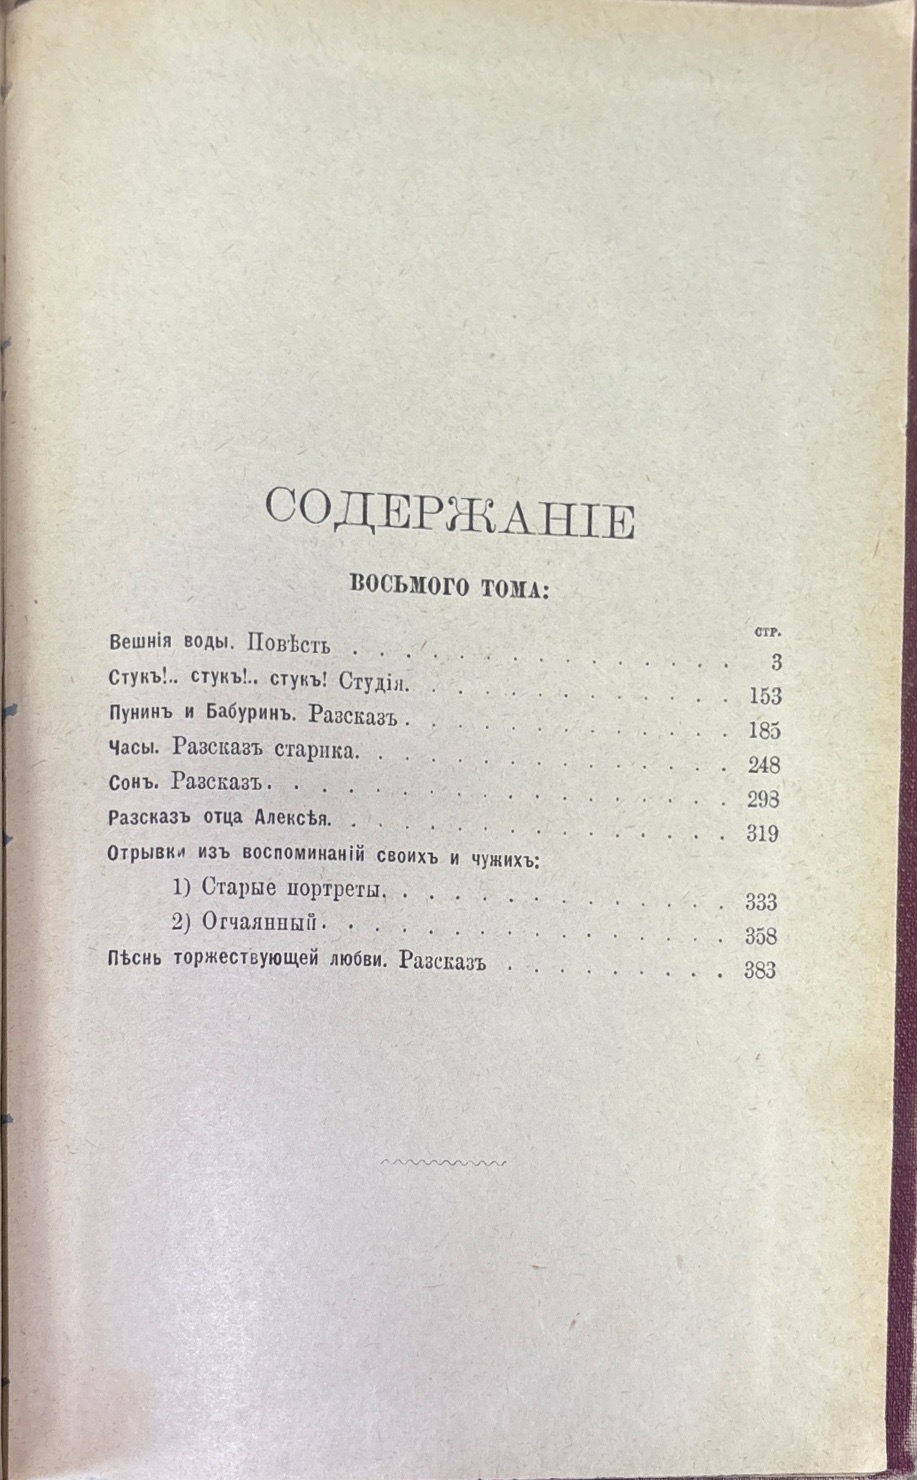 СОДЕРЖАНІЕ
ВОСЬМОГО ТОМА:
СТР.
Вешнія воды. Повѣсть . . . . . . . . . . . . . . . 3
Стукъ!.. стукъ!.. стукъ! Студія. . . . . . . . . . . . 153
Пунинъ и Бабуринъ. Разсказъ . . . . . . . . . . . . . 185
Часы. Разсказъ старика. . . . . . . . . . . . . . . 248
Сонъ. Разсказъ. . . . . . . . . . . . . . . . . . 298
Разсказъ отца Алексѣя. . . . . . . . . . . . . . . . 319
Отрывки изъ воспоминаній своихъ и чужихъ:
1) Старые портреты. . . . . . . . . . . . . . 333
2) Отчаянный . . . . . . . . . . . . . . . . 358
Пѣснь торжествующей любви. Разсказъ . . . . . . . . . 383